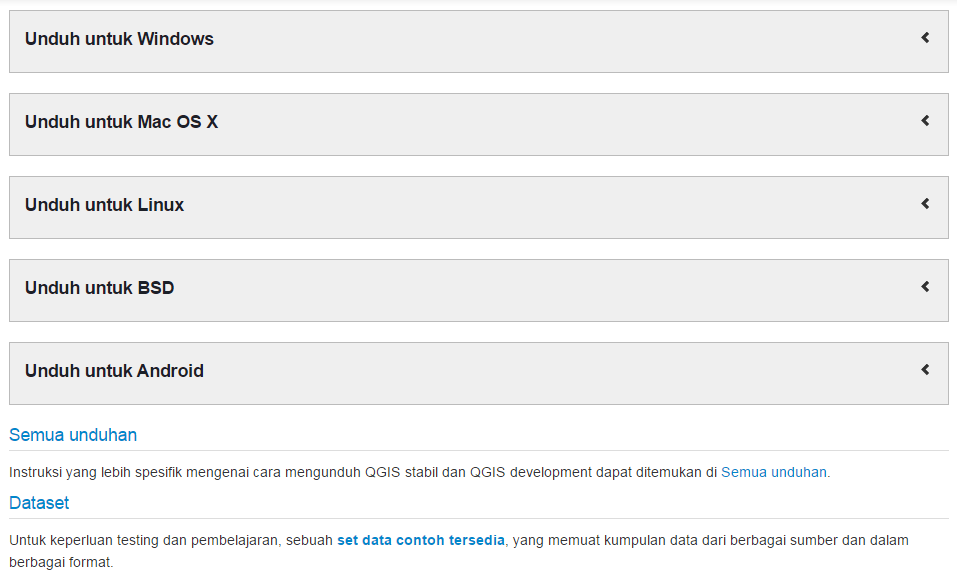 Unduh untuk Windows
Unduh untuk Mac OS X
Unduh untuk Linux
Unduh untuk BSD
Unduh untuk Android
Semua unduhan
Instruksi yang lebih spesifik mengenai cara mengunduh QGIS stabil dan QGIS development dapat ditemukan di Semua unduhan.
Dataset
Untuk keperluan testing dan pembelajaran, sebuah set data contoh tersedia, yang memuat kumpulan data dari berbagai sumber dan dalam
berbagai format.